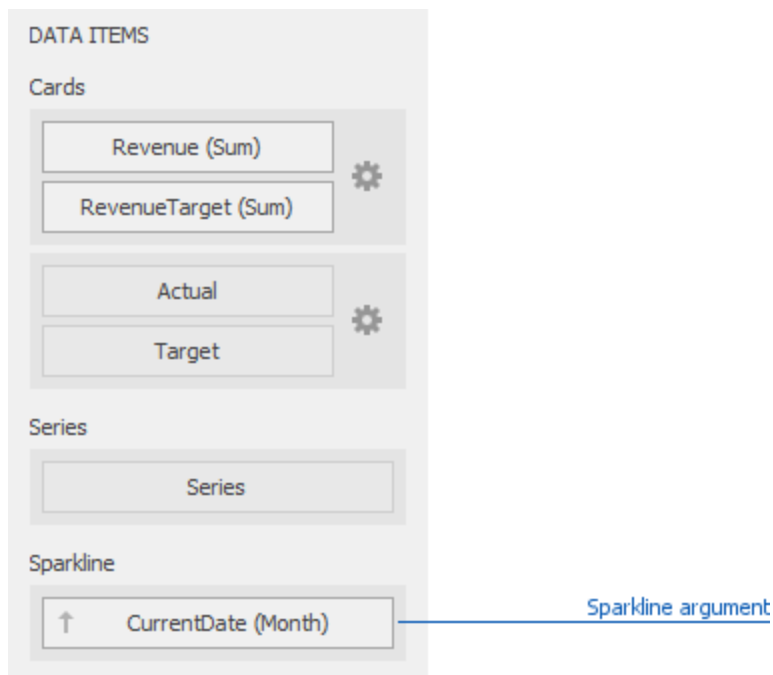 DATA ITEMS
Cards
Revenue (Sum)
RevenueTarget (Sum)
Actual
Target
Series
Series
Sparkline
CurrentDate (Month)
Sparkline argument